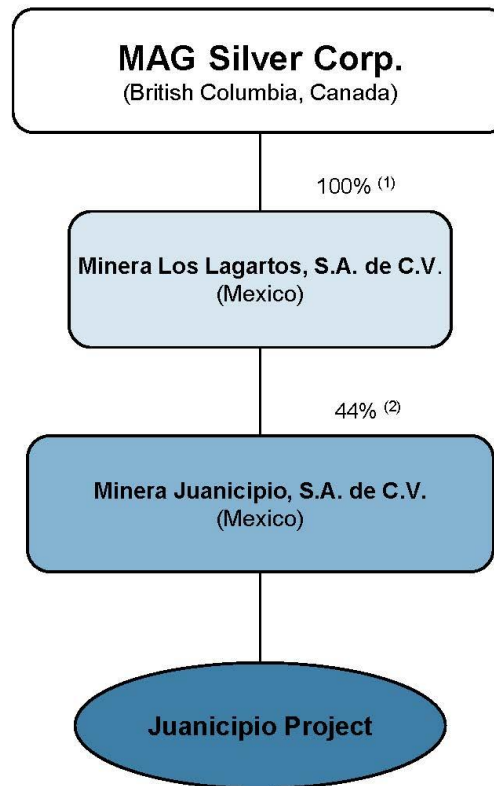 MAG Silver Corp.
(British Columbia, Canada)
100% (1)
Minera Los Lagartos, S.A. de C.V.
(Mexico)
44% (2)
Minera Juanicipio, S.A. de C.V.
(Mexico)
Juanicipio Project